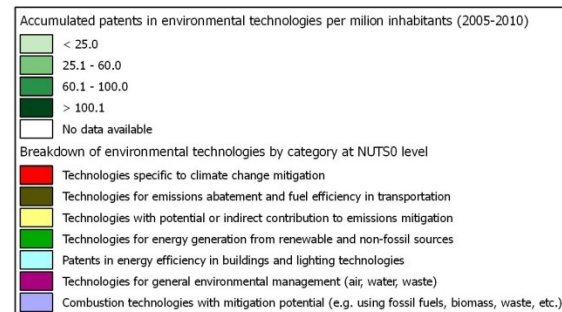 Accumulated patents in environmental technologies per milion inhabitants (2005-2010)
< 25.0
25.1 - 60.0
60.1 - 100.0
> 100.1
No data available
Breakdown of environmental technologies by category at NUTS0 level
Technologies specific to climate change mitigation
Technologies for emissions abatement and fuel efficiency in transportation
Technologies with potential or indirect contribution to emissions mitigation
Technologies for energy generation from renewable and non-fossil sources
Patents in energy efficiency in buildings and lighting technologies
Technologies for general environmental management (air, water, waste)
Combustion technologies with mitigation potential (e.g. using fossil fuels, biomass, waste, etc.)